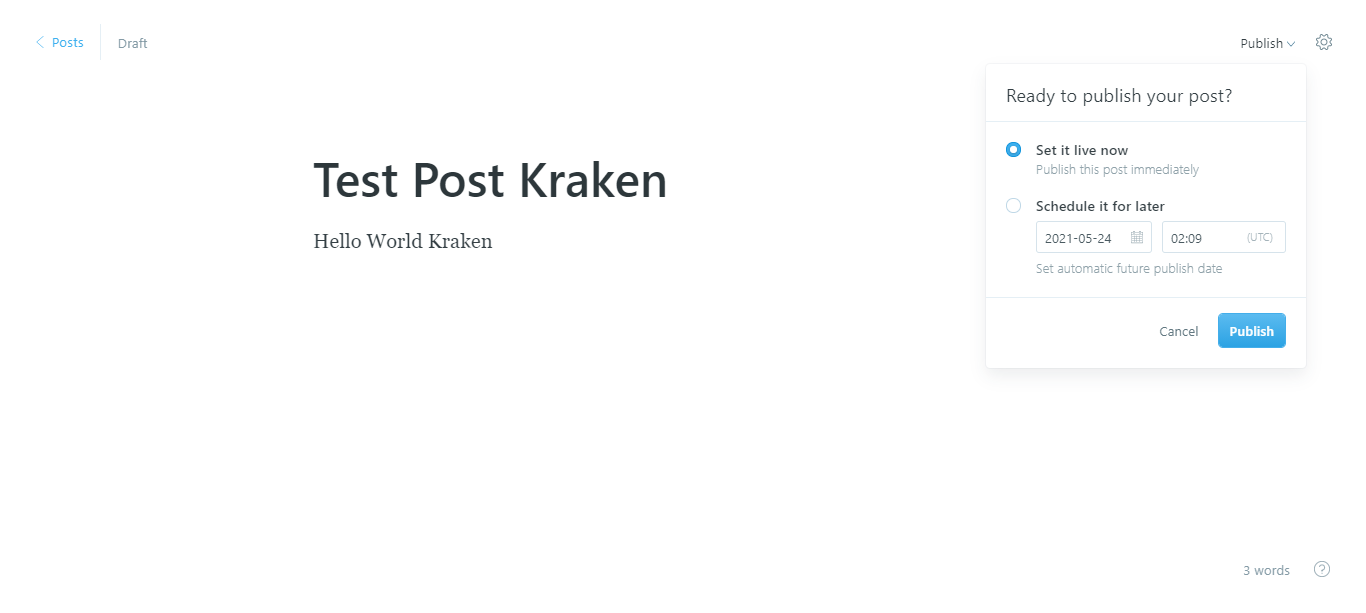 Posts
Draft
Publish
Ready to publish your post?
Test Post Kraken
Hello World Kraken
Set it live now
Publish this post immediately
Schedule it for later
2021-05-24
02:09
(UTC)
Set automatic future publish date
Cancel
Publish
3 words
?